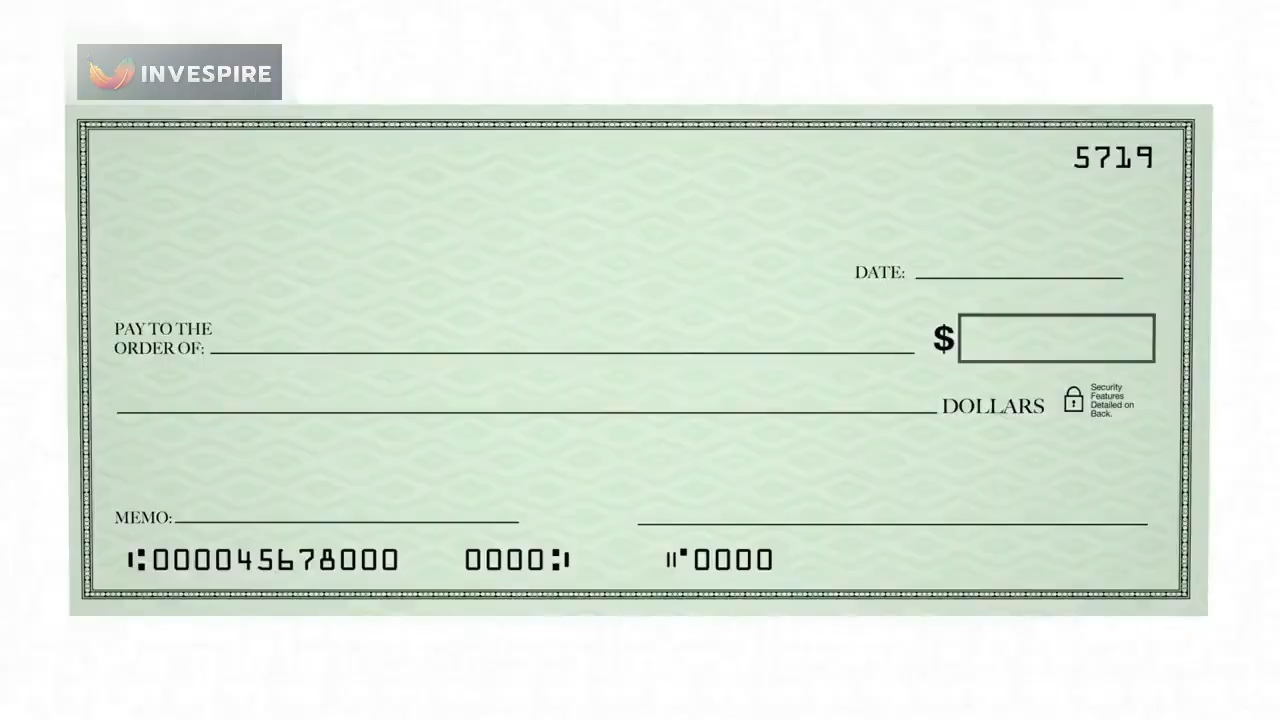 INVESPIRE
5719
DATE:
PAY TO THE
ORDER OF:
$
DOLLARS
Security
Features
Detailed on
Back.
MEMO:
⑆000045678000 0000⑆ ⑈0000